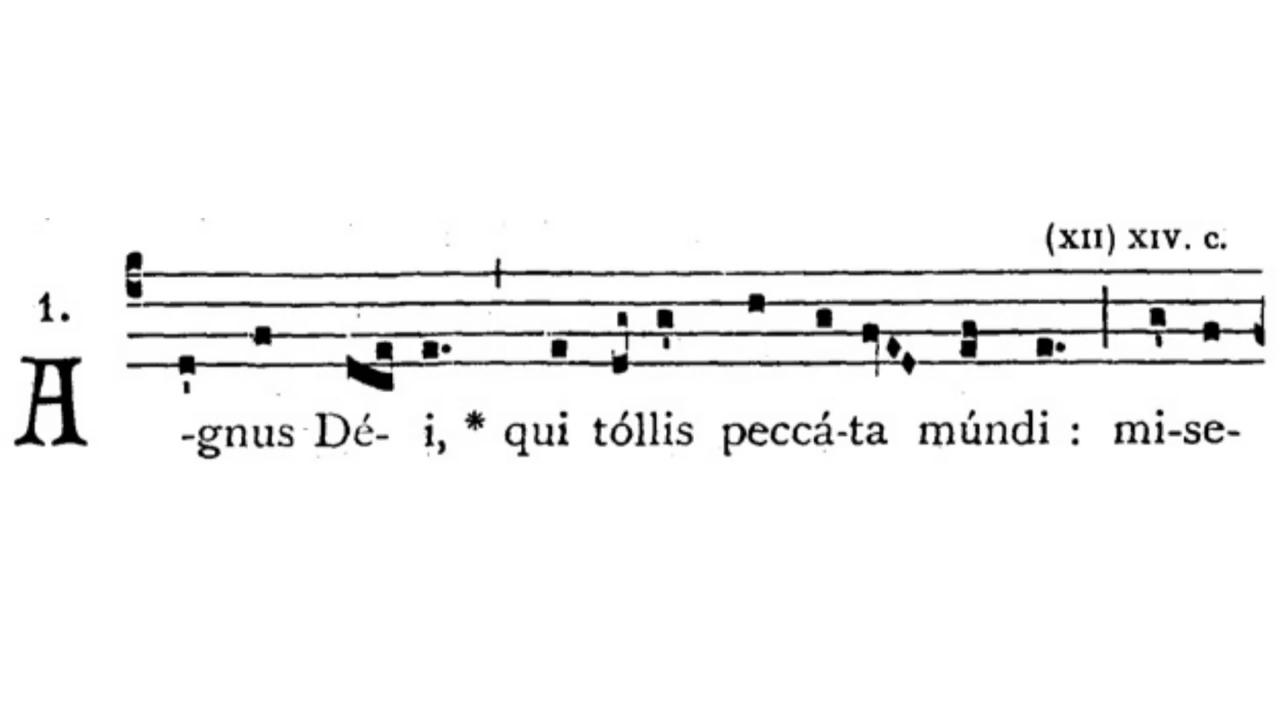 (XII) XIV. c.
1.
A-gnus Dé- i, * qui tóllis peccá-ta múndi : mi-se-